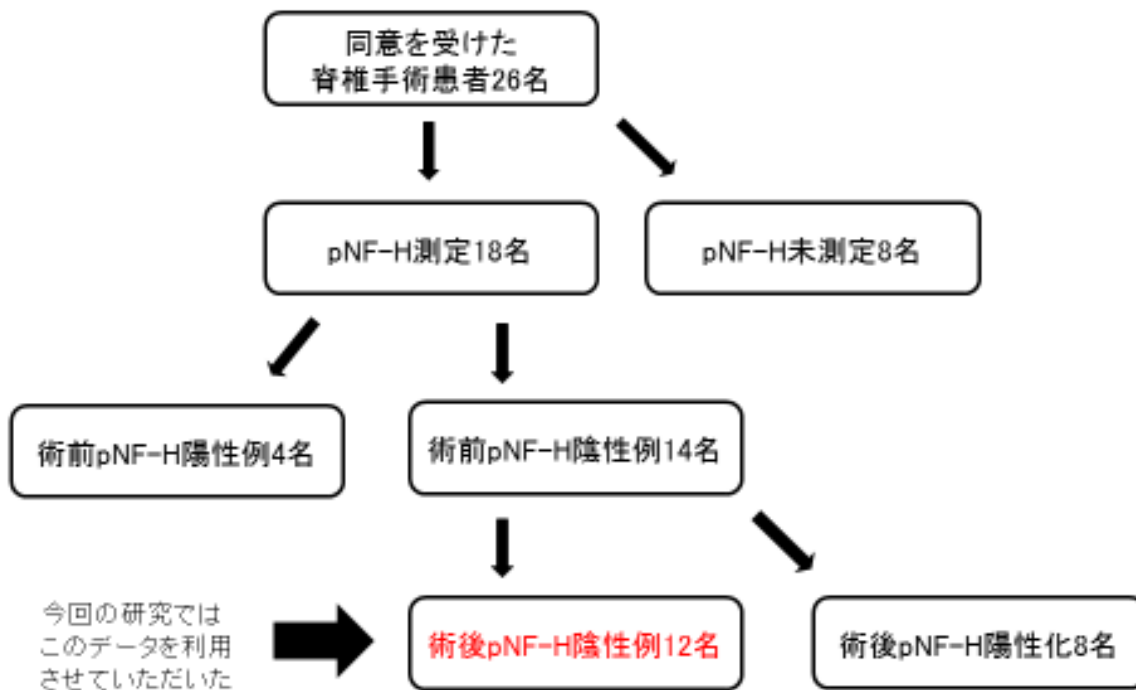 同意を受けた
脊椎手術患者26名
pNF-H測定18名
pNF-H未測定8名
術前pNF-H陽性例4名
術前pNF-H陰性例14名
今回の研究では
このデータを利用
させていただいた
術後pNF-H陰性例12名
術後pNF-H陽性化8名